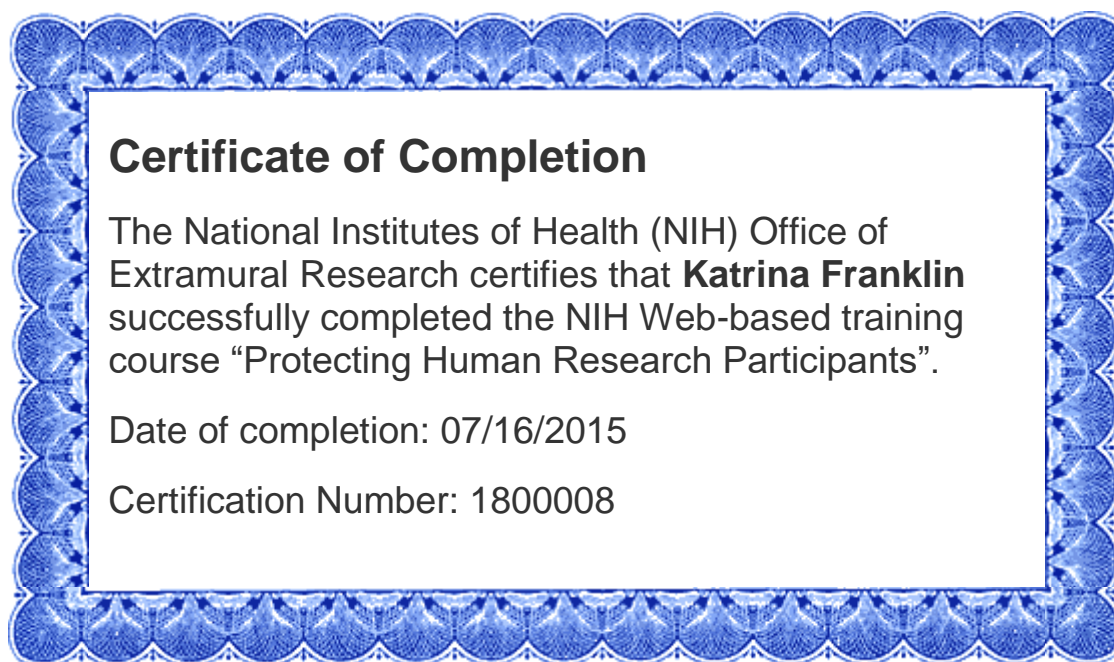 Certificate of Completion
The National Institutes of Health (NIH) Office of
Extramural Research certifies that Katrina Franklin
successfully completed the NIH Web-based training
course “Protecting Human Research Participants”.
Date of completion: 07/16/2015
Certification Number: 1800008